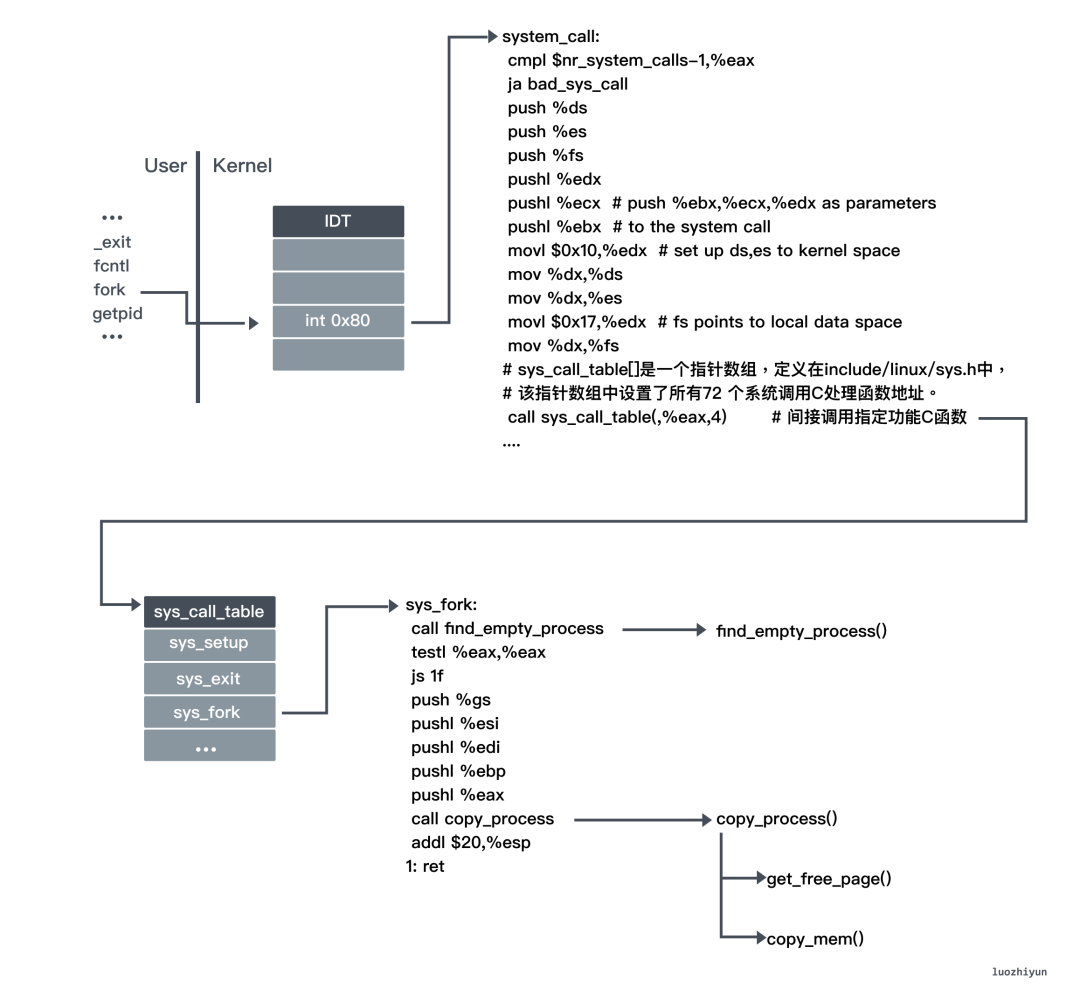 system_call:
cmpl $nr_system_calls-1,%eax
ja bad_sys_call
push %ds
push %es
push %fs
pushl %edx
pushl %ecx  # push %ebx,%ecx,%edx as parameters
pushl %ebx  # to the system call
movl $0x10,%edx  # set up ds,es to kernel space
mov %dx,%ds
mov %dx,%es
movl $0x17,%edx  # fs points to local data space
mov %dx,%fs
# sys_call_table[]是一个指针数组，定义在include/linux/sys.h中，
# 该指针数组中设置了所有72 个系统调用C处理函数地址。
call sys_call_table(,%eax,4)  # 间接调用指定功能C函数
....
User
Kernel
...
_exit
fcntl
fork
getpid
...
IDT
int 0x80
sys_call_table
sys_setup
sys_exit
sys_fork
...
sys_fork:
call find_empty_process
testl %eax,%eax
js 1f
push %gs
pushl %esi
pushl %edi
pushl %ebp
pushl %eax
call copy_process
addl $20,%esp
1: ret
find_empty_process()
copy_process()
get_free_page()
copy_mem()
luozhiyun